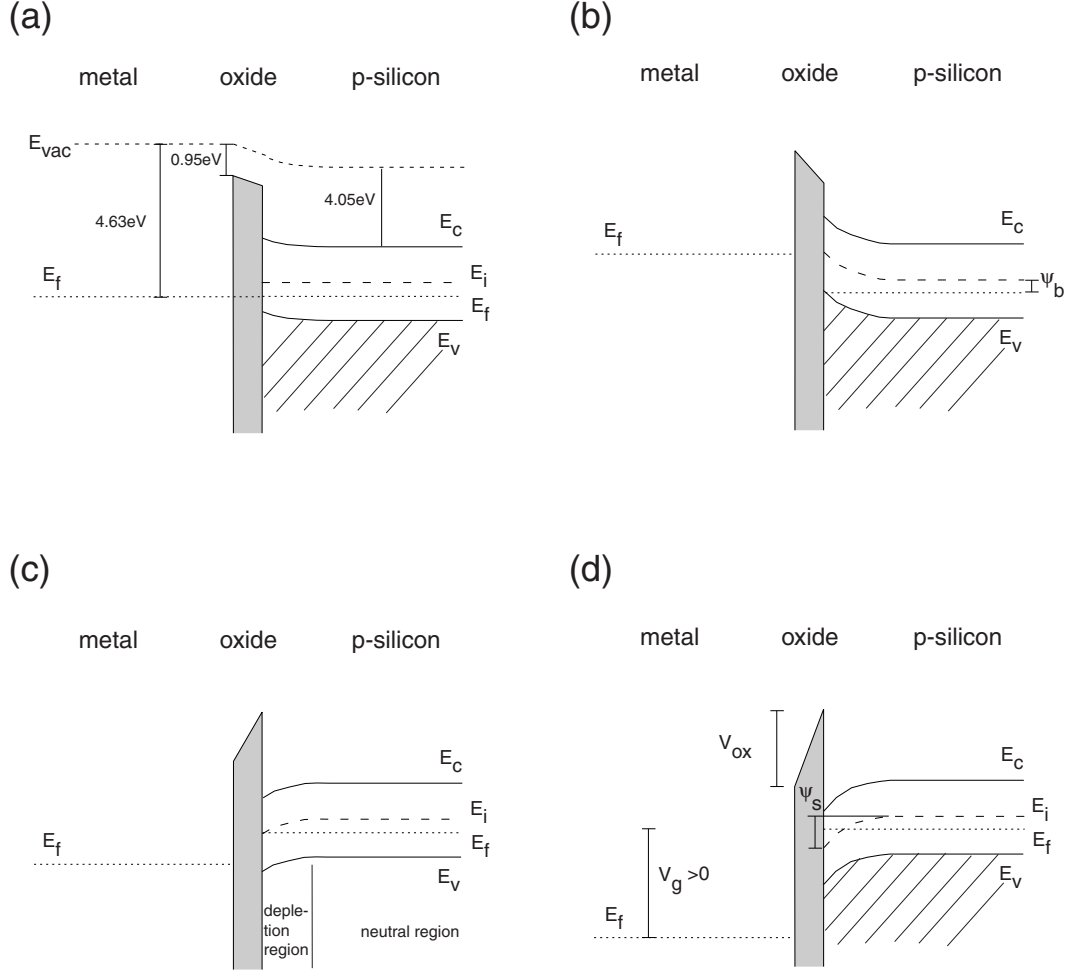 (a)
metal oxide p-silicon
E_vac
0.95eV
4.05eV
4.63eV
E_c
E_f
E_i
E_f
E_v
(b)
metal oxide p-silicon
E_f
E_c
ψ_b
E_v
(c)
metal oxide p-silicon
E_c
E_i
E_f
E_f
E_v
deple-
tion
region
neutral region
(d)
metal oxide p-silicon
V_ox
E_c
ψ_s
E_i
E_f
V_g >0
E_v
E_f